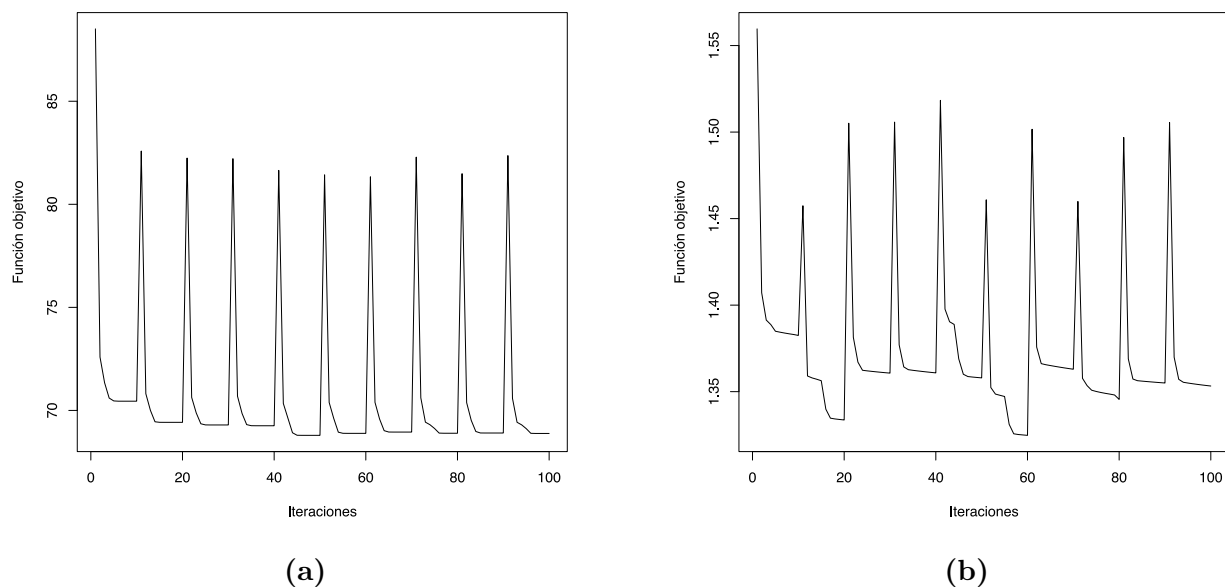 Función objetivo
85
80
75
70
0 20 40 60 80 100
Iteraciones
(a)
Función objetivo
1.55
1.50
1.45
1.40
1.35
0 20 40 60 80 100
Iteraciones
(b)